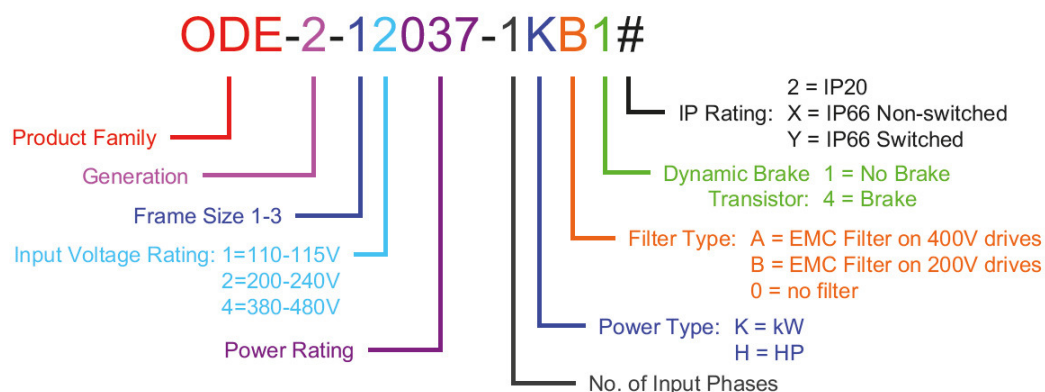 ODE-2-12037-1KB1#
Product Family
Generation
Frame Size 1-3
Input Voltage Rating: 1=110-115V
2=200-240V
4=380-480V
Power Rating
2 = IP20
IP Rating: X = IP66 Non-switched
Y = IP66 Switched
Dynamic Brake 1 = No Brake
Transistor: 4 = Brake
Filter Type: A = EMC Filter on 400V drives
B = EMC Filter on 200V drives
0 = no filter
Power Type: K = kW
H = HP
No. of Input Phases